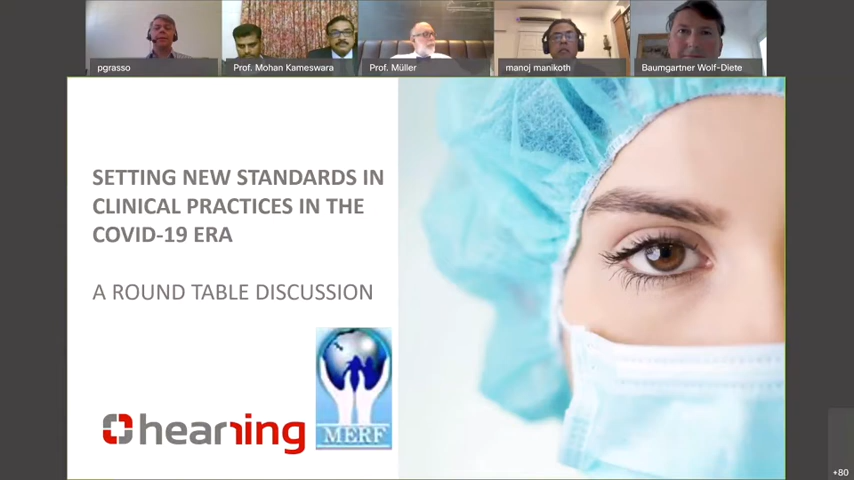 pgrasso
Prof. Mohan Kameswara
Prof. Müller
manoj manikoth
Baumgartner Wolf-Diete
SETTING NEW STANDARDS IN
CLINICAL PRACTICES IN THE
COVID-19 ERA
A ROUND TABLE DISCUSSION
hearring
MERF
+80